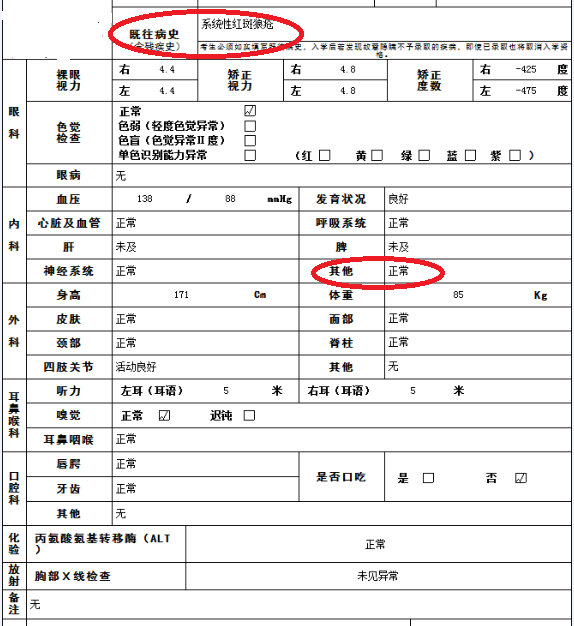 既往病史
(含残疾史)
系统性红斑狼疮
考生必须如实填写既往病史，入学后若发现故意隐瞒不予录取的疾病，即使已录取也将取消入学资格。
眼科
裸眼视力 右 4.4 矫正视力 右 4.8 矫正度数 右 -425 度
左 4.4 左 4.8 左 -475 度
色觉检查
正常 ☑
色弱（轻度色觉异常） □
色盲（色觉异常Ⅱ度） □
单色识别能力异常 □ （红 □ 黄 □ 绿 □ 蓝 □ 紫 □ ）
眼病 无
内科
血压 138 / 88 mmHg 发育状况 良好
心脏及血管 正常 呼吸系统 正常
肝 未及 脾 未及
神经系统 正常 其他 正常
外科
身高 171 Cm 体重 85 Kg
皮肤 正常 面部 正常
颈部 正常 脊柱 正常
四肢关节 活动良好 其他 无
耳鼻喉科
听力 左耳（耳语） 5 米 右耳（耳语） 5 米
嗅觉 正常 ☑ 迟钝 □
耳鼻咽喉 正常
口腔科
唇腭 正常 是否口吃 是 □ 否 ☑
牙齿 正常
其他 无
化验 丙氨酸氨基转移酶（ALT） 正常
放射 胸部X线检查 未见异常
备注 无